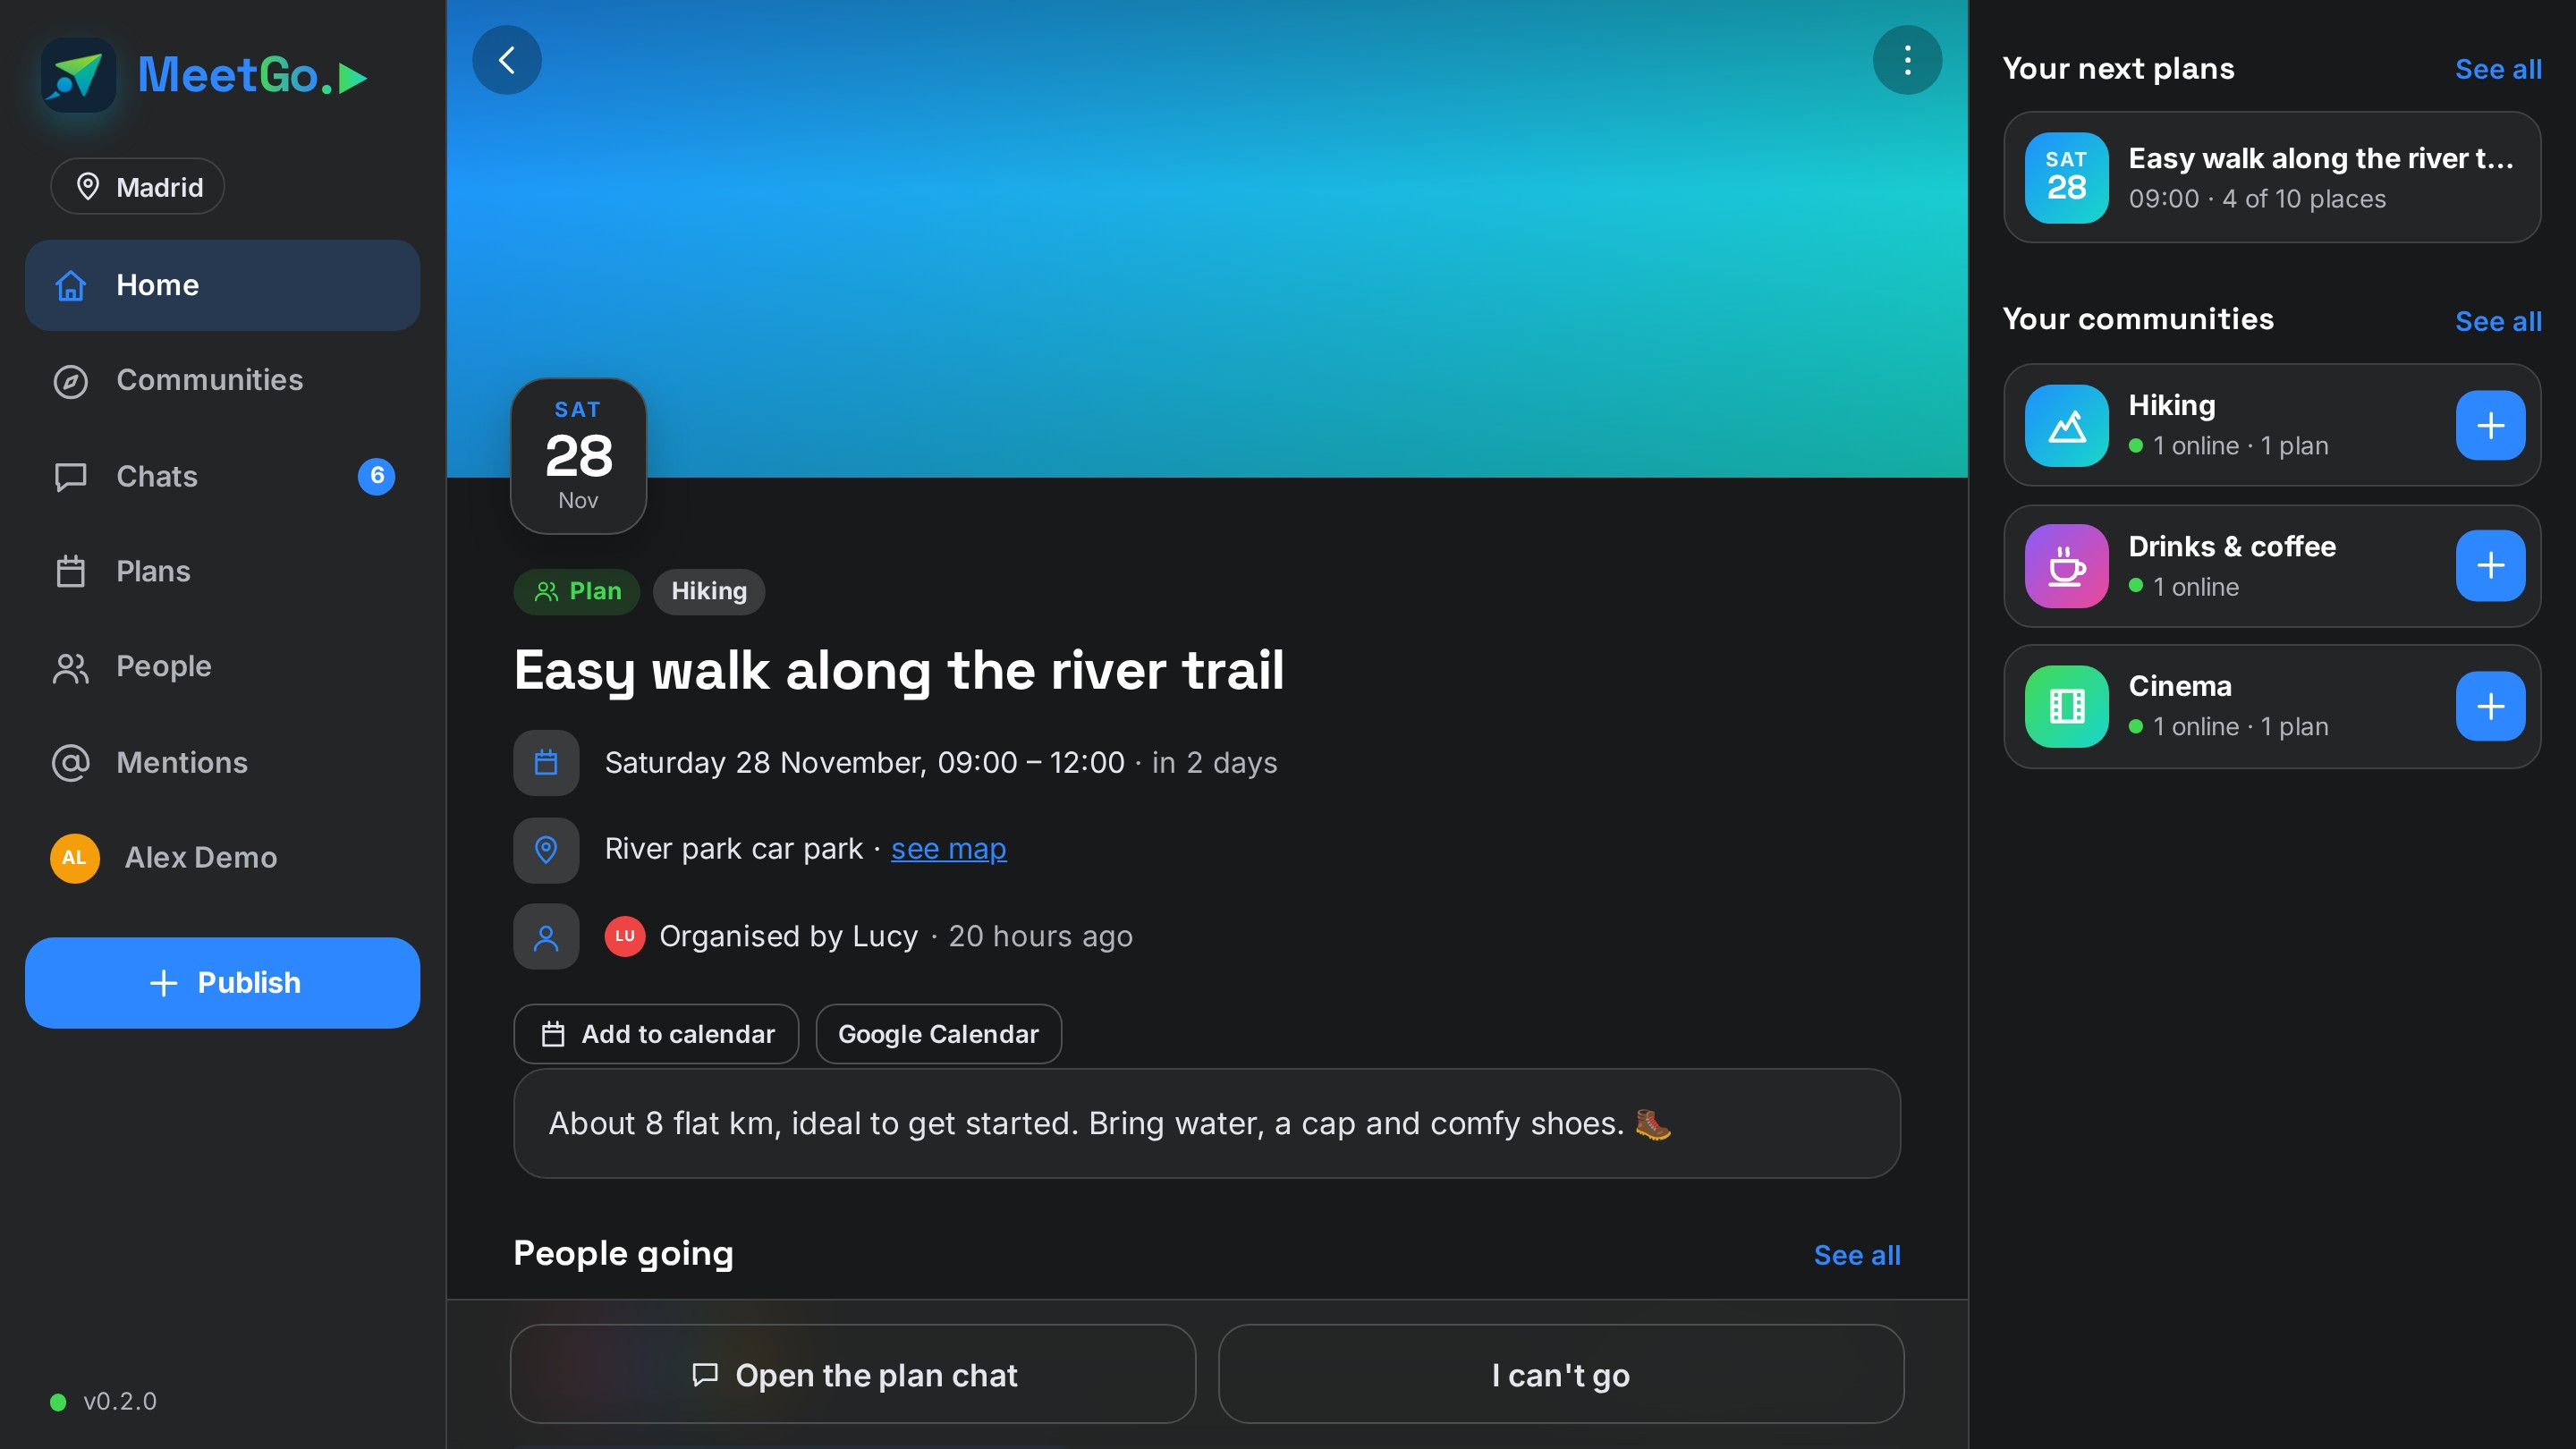 MeetGo.
Madrid
Home
Communities
Chats 6
Plans
People
Mentions
AL Alex Demo
Publish
v0.2.0
SAT
28
Nov
Plan Hiking
Easy walk along the river trail
Saturday 28 November, 09:00 – 12:00 · in 2 days
River park car park · see map
LU Organised by Lucy · 20 hours ago
Add to calendar Google Calendar
About 8 flat km, ideal to get started. Bring water, a cap and comfy shoes. 🥾
People going See all
Open the plan chat I can't go
Your next plans See all
SAT
28
Easy walk along the river t...
09:00 · 4 of 10 places
Your communities See all
Hiking
1 online · 1 plan
Drinks & coffee
1 online
Cinema
1 online · 1 plan